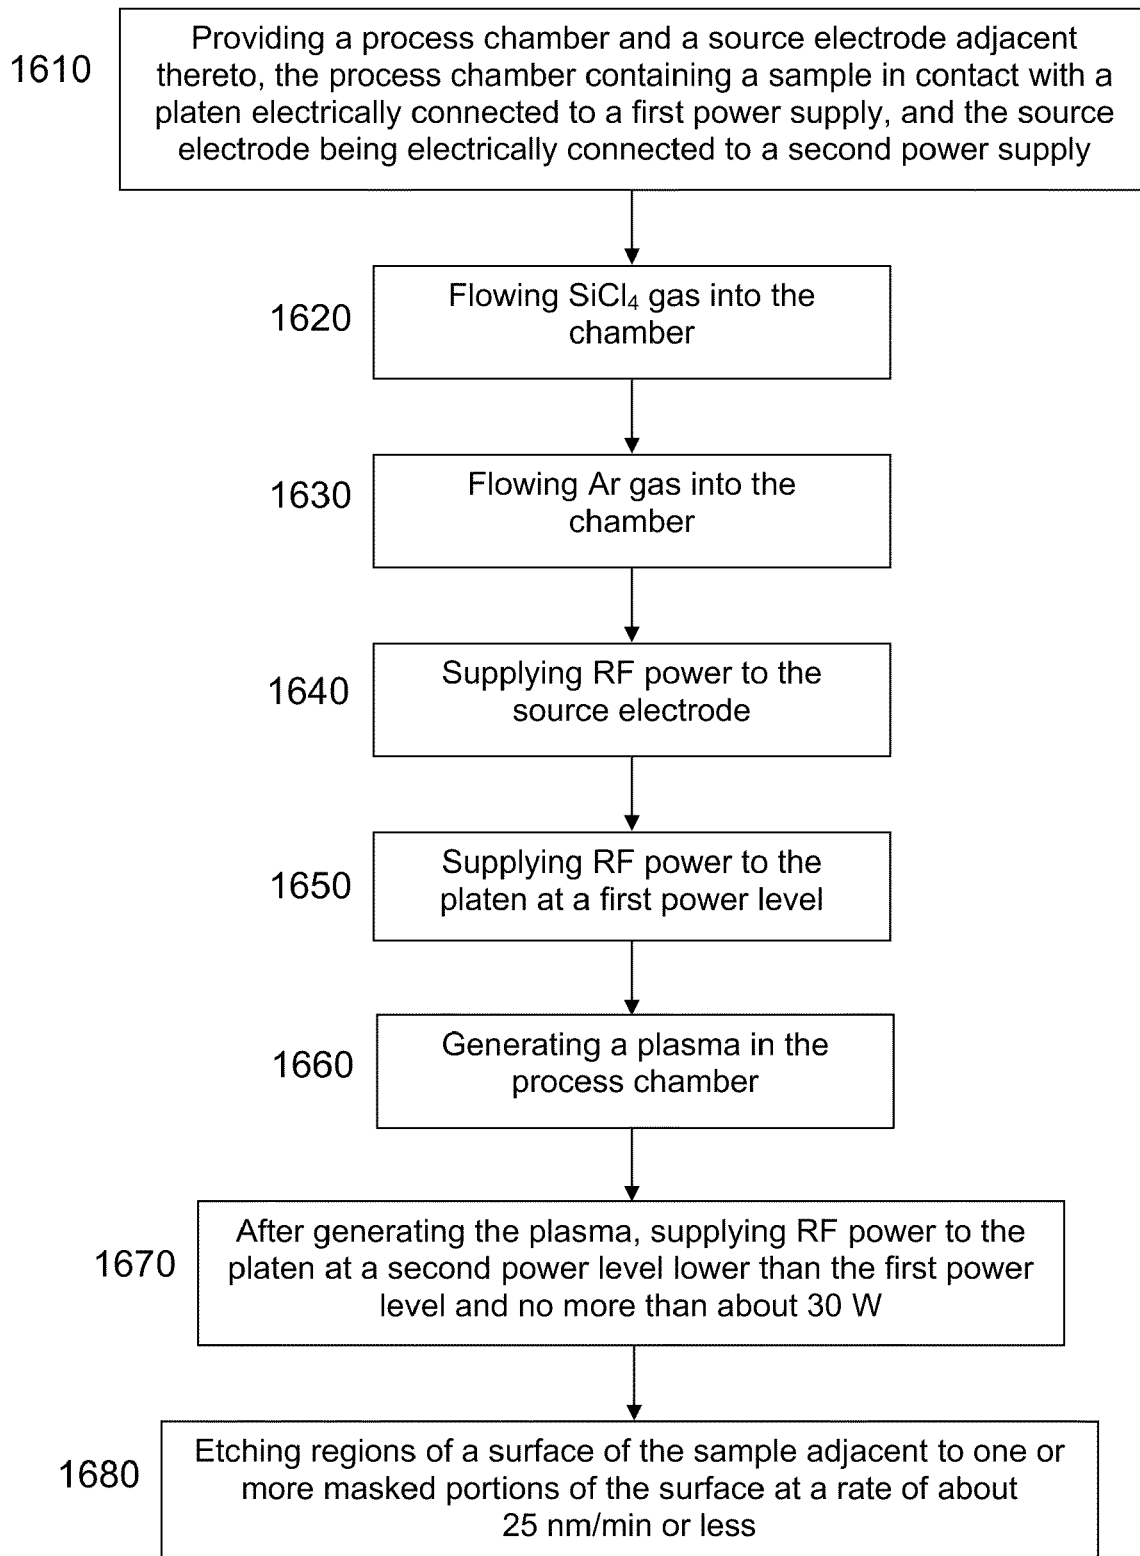 1610
Providing a process chamber and a source electrode adjacent
thereto, the process chamber containing a sample in contact with a
platen electrically connected to a first power supply, and the source
electrode being electrically connected to a second power supply
1620
Flowing SiCl₄ gas into the
chamber
1630
Flowing Ar gas into the
chamber
1640
Supplying RF power to the
source electrode
1650
Supplying RF power to the
platen at a first power level
1660
Generating a plasma in the
process chamber
1670
After generating the plasma, supplying RF power to the
platen at a second power level lower than the first power
level and no more than about 30 W
1680
Etching regions of a surface of the sample adjacent to one or
more masked portions of the surface at a rate of about
25 nm/min or less